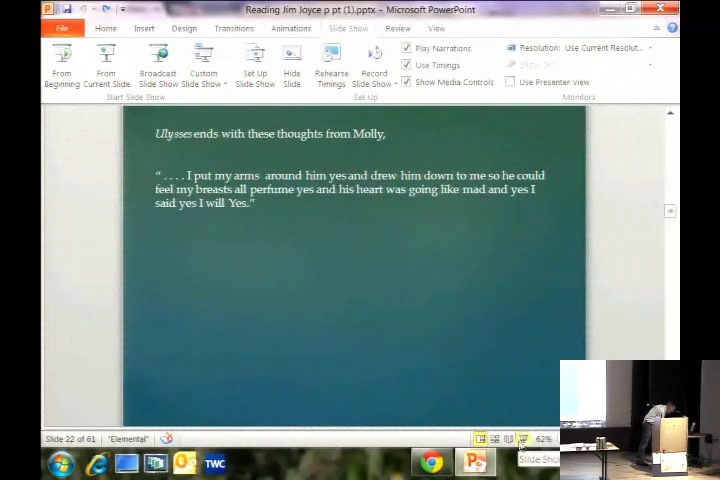 Reading Jim Joyce p pt (1).pptx - Microsoft PowerPoint
File Home Insert Design Transitions Animations Slide Show Review View
From Beginning
From Current Slide
Broadcast Slide Show
Custom Slide Show
Set Up Slide Show
Hide Slide
Rehearse Timings
Record Slide Show
Play Narrations
Use Timings
Show Media Controls
Resolution: Use Current Resolut...
Show On:
Use Presenter View
Start Slide Show
Set Up
Monitors
Ulysses ends with these thoughts from Molly,
“ . . . . I put my arms around him yes and drew him down to me so he could
feel my breasts all perfume yes and his heart was going like mad and yes I
said yes I will Yes.”
Slide 22 of 61 "Elemental" 62%
Slide Show
TWC